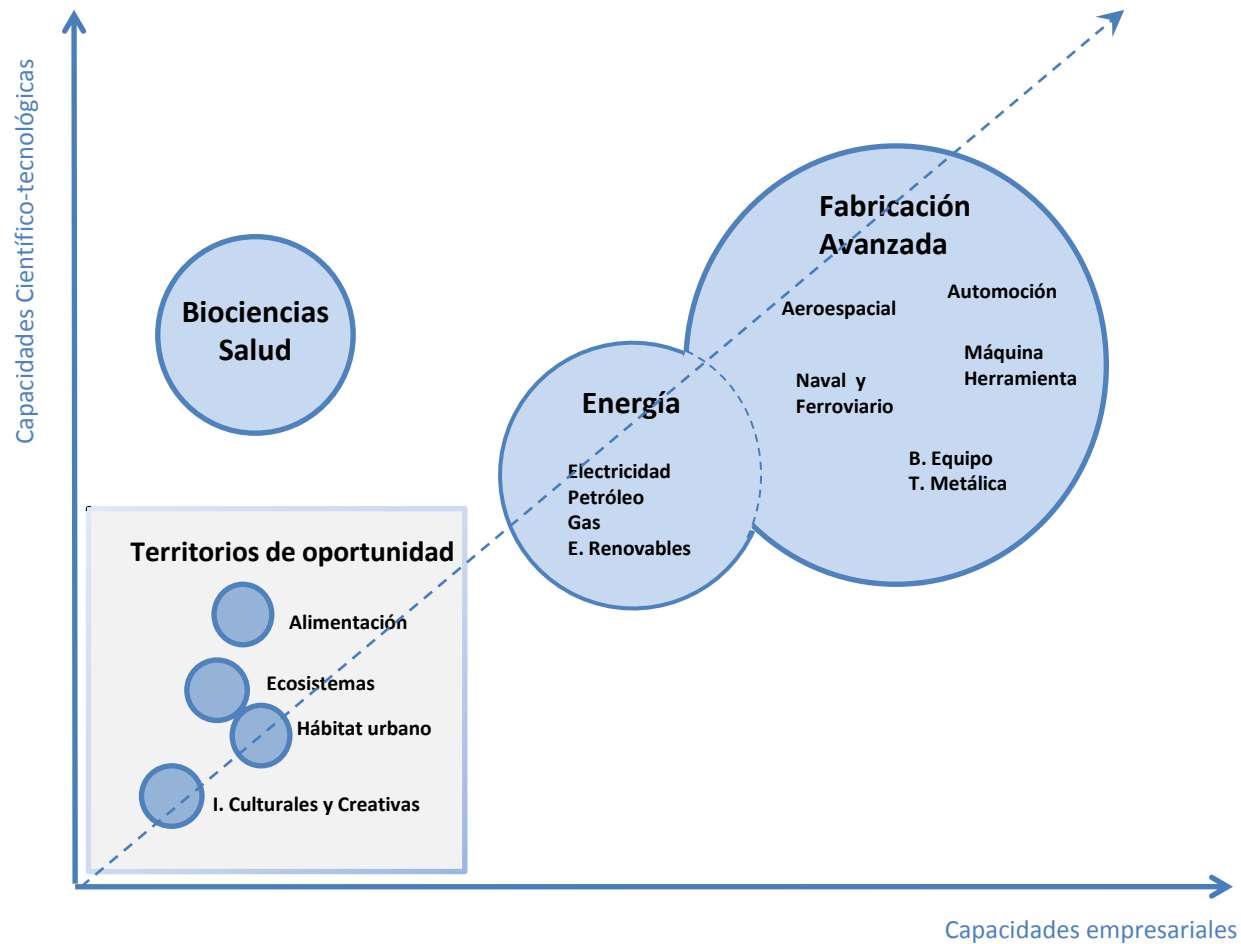 Capacidades Científico-tecnológicas
Fabricación
Avanzada
Aeroespacial
Automoción
Máquina
Herramienta
Naval y
Ferroviario
B. Equipo
T. Metálica
Biociencias
Salud
Energía
Electricidad
Petróleo
Gas
E. Renovables
Territorios de oportunidad
Alimentación
Ecosistemas
Hábitat urbano
I. Culturales y Creativas
Capacidades empresariales